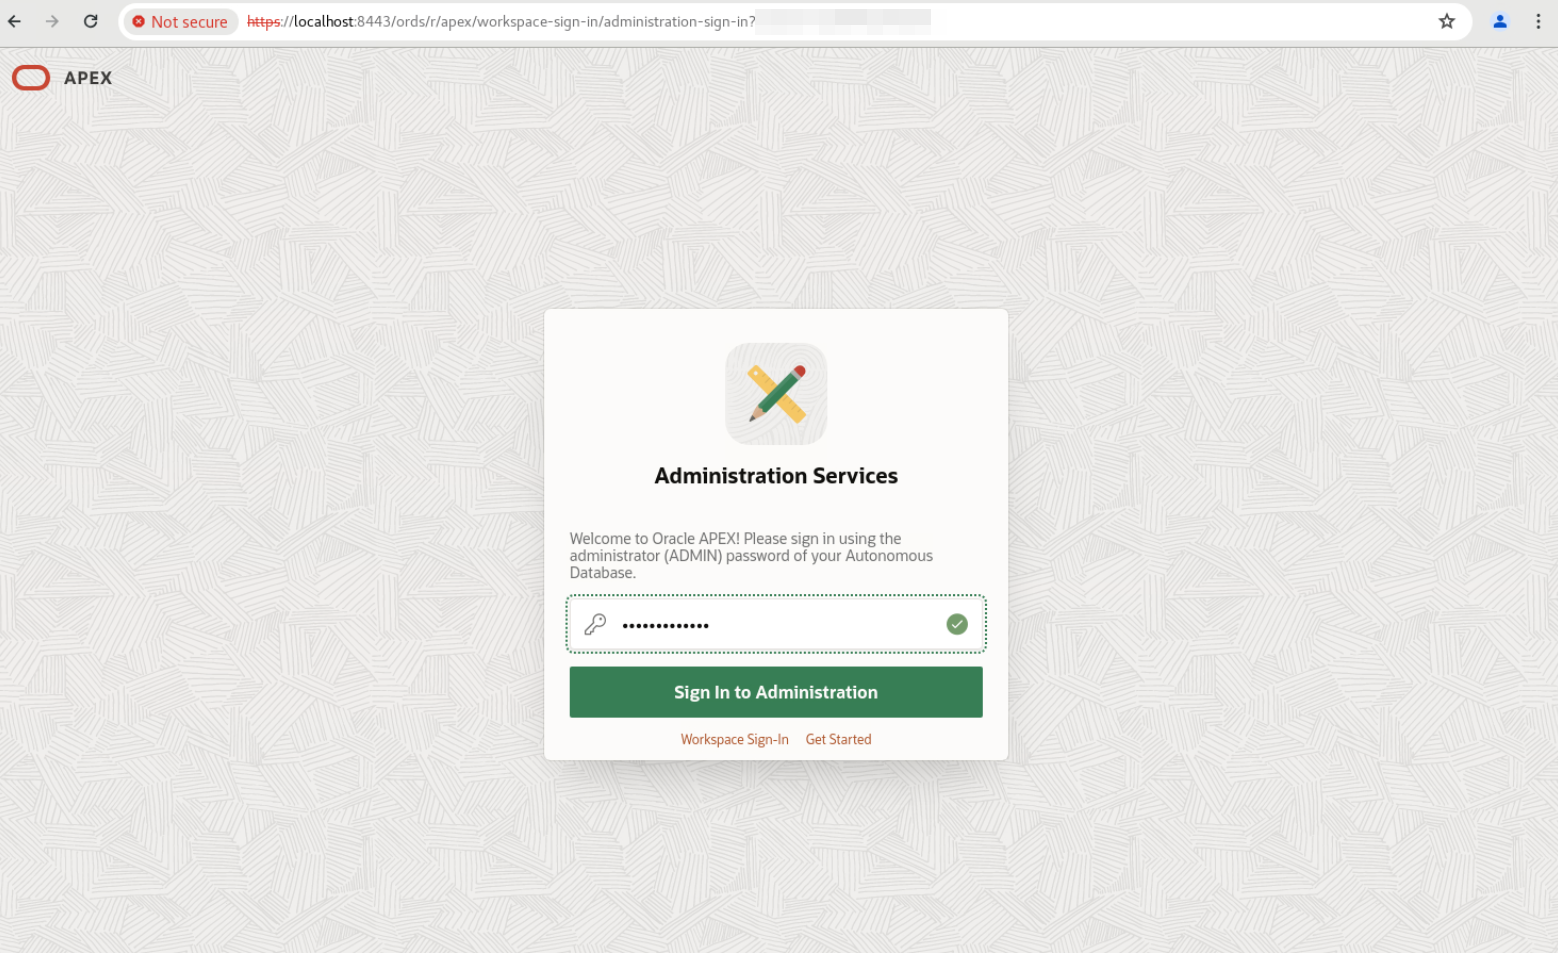 Not secure https://localhost:8443/ords/r/apex/workspace-sign-in/administration-sign-in?
APEX
Administration Services
Welcome to Oracle APEX! Please sign in using the
administrator (ADMIN) password of your Autonomous
Database.
•••••••••••••
Sign In to Administration
Workspace Sign-In Get Started